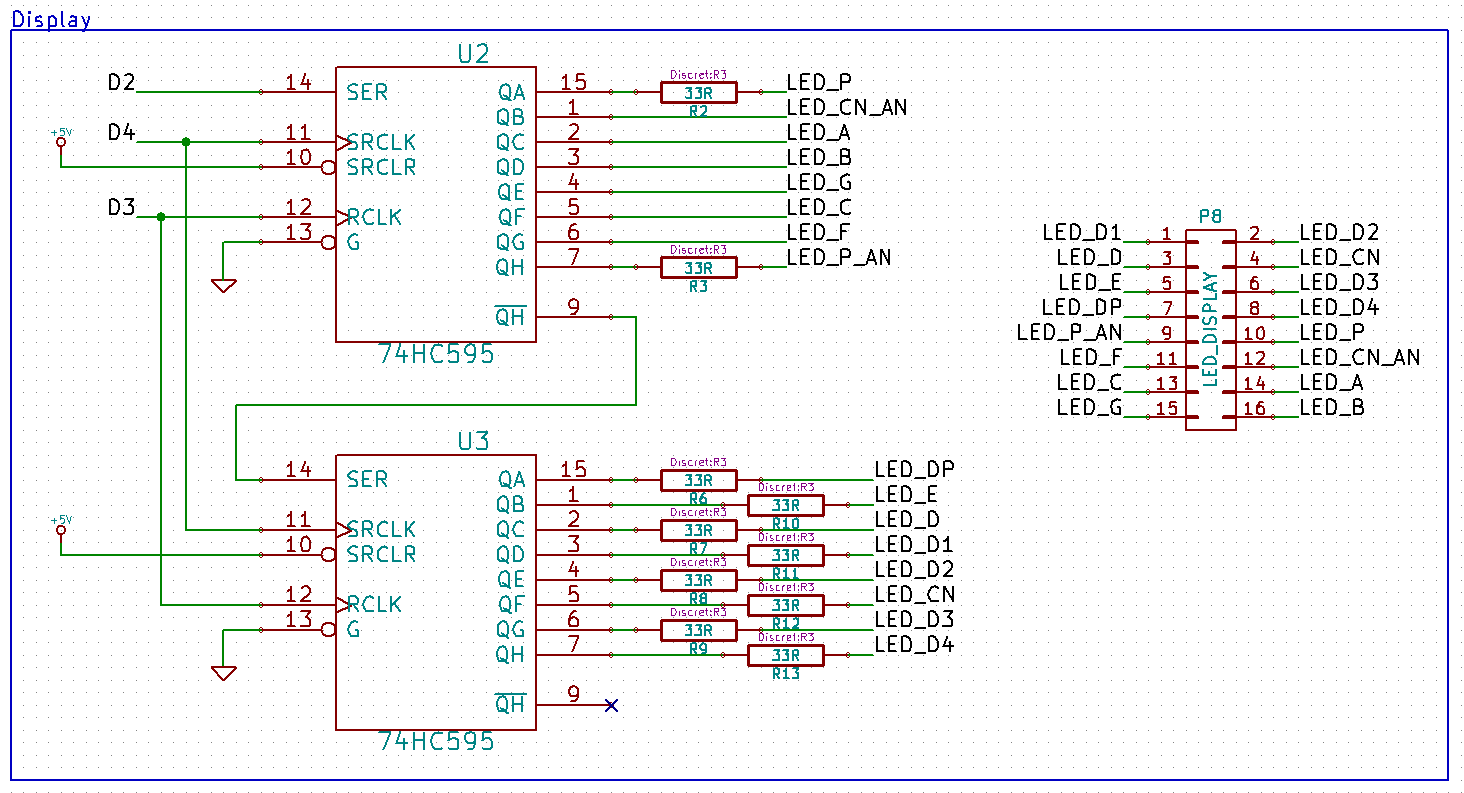 Display
U2
D2 14 SER QA 15 Discret:R3 33R R2 LED_P
QB 1 LED_CN_AN
+5V D4 11 SRCLK QC 2 LED_A
10 SRCLR QD 3 LED_B
QE 4 LED_G
D3 12 RCLK QF 5 LED_C
13 G QG 6 LED_F
QH 7 Discret:R3 33R R3 LED_P_AN
QH 9
74HC595
P8
LED_D1 1 2 LED_D2
LED_D 3 4 LED_CN
LED_E 5 6 LED_D3
LED_DP 7 8 LED_D4
LED_P_AN 9 10 LED_P
LED_F 11 12 LED_CN_AN
LED_C 13 14 LED_A
LED_G 15 16 LED_B
LED_DISPLAY
U3
14 SER QA 15 Discret:R3 33R R6 LED_DP
QB 1 Discret:R3 33R R10 LED_E
+5V 11 SRCLK QC 2 Discret:R3 33R R7 LED_D
10 SRCLR QD 3 Discret:R3 33R R11 LED_D1
QE 4 Discret:R3 33R R8 LED_D2
12 RCLK QF 5 Discret:R3 33R R12 LED_CN
13 G QG 6 Discret:R3 33R R9 LED_D3
QH 7 Discret:R3 33R R13 LED_D4
QH 9
74HC595